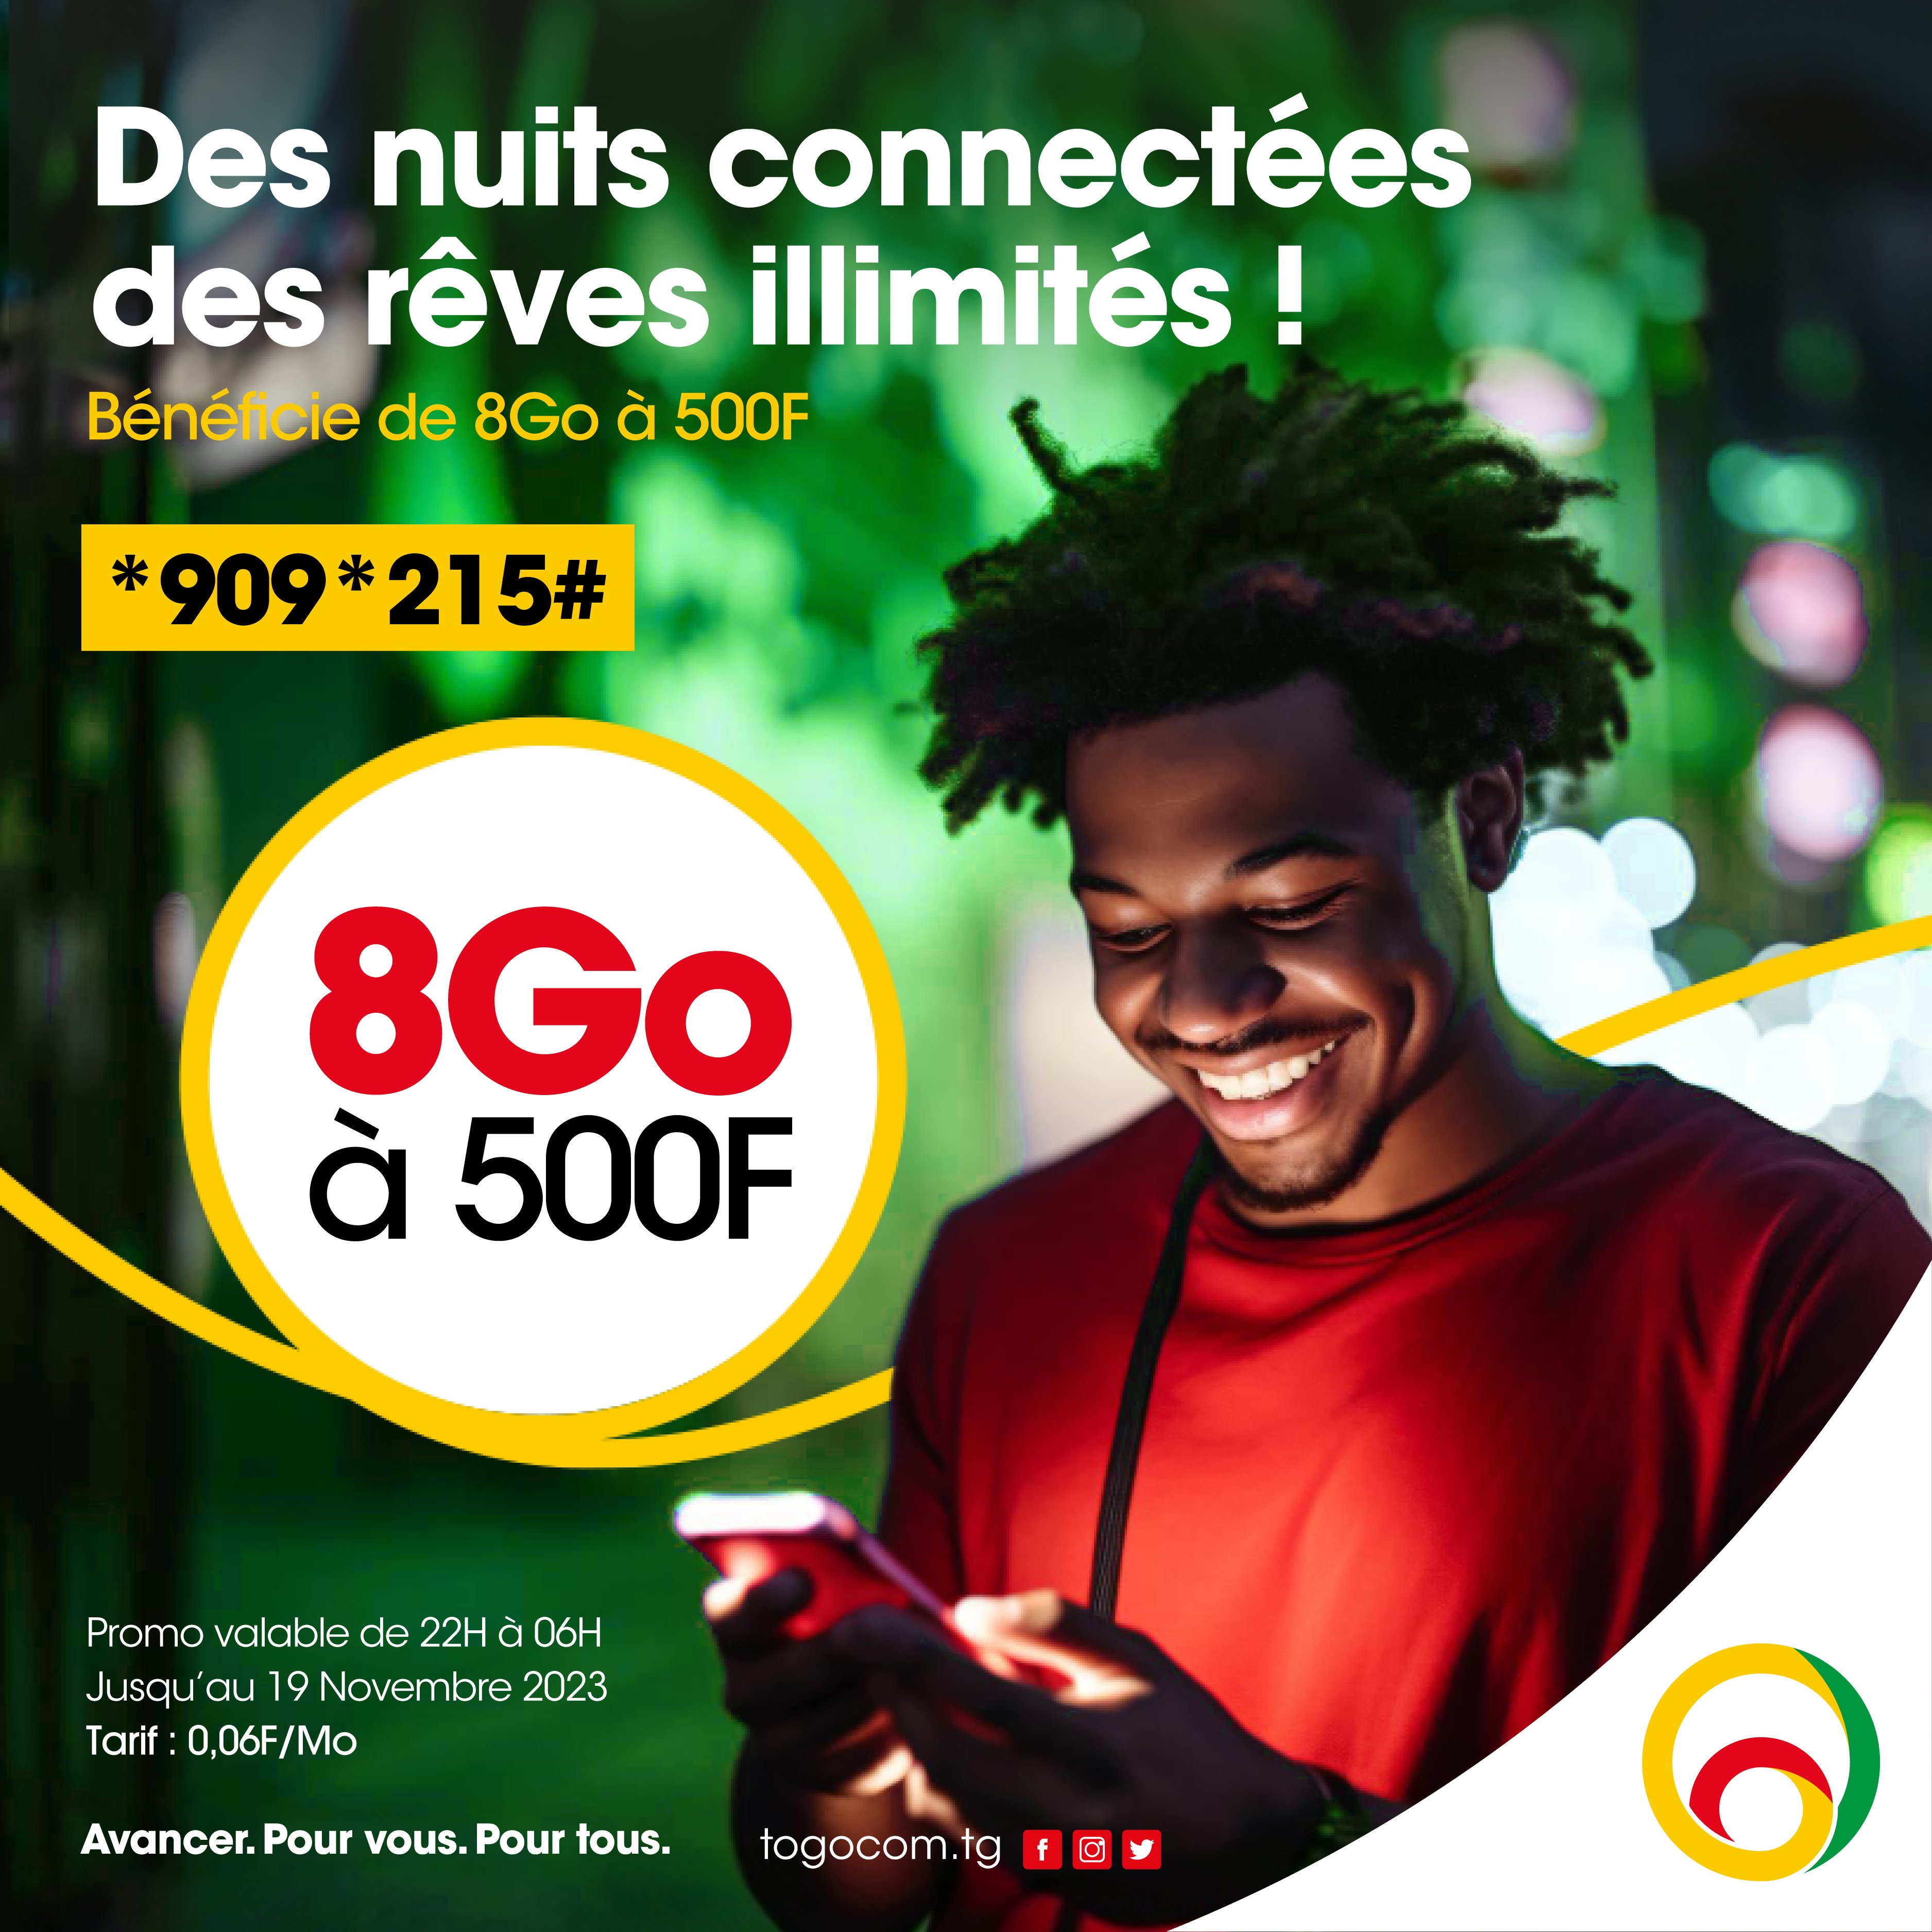 Des nuits connectées
des rêves illimités !
Bénéficie de 8Go à 500F
*909*215#
8Go
à 500F
Promo valable de 22H à 06H
Jusqu'au 19 Novembre 2023
Tarif : 0,06F/Mo
Avancer. Pour vous. Pour tous.
togocom.tg